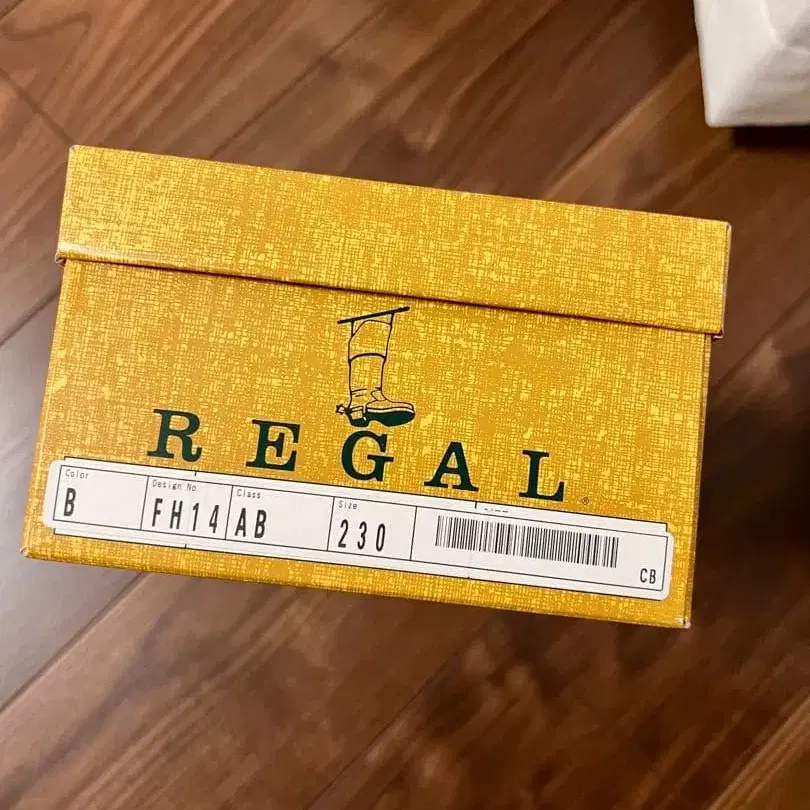 REGAL ®
Color Design No. Class Size
B FH14 AB 230
CB